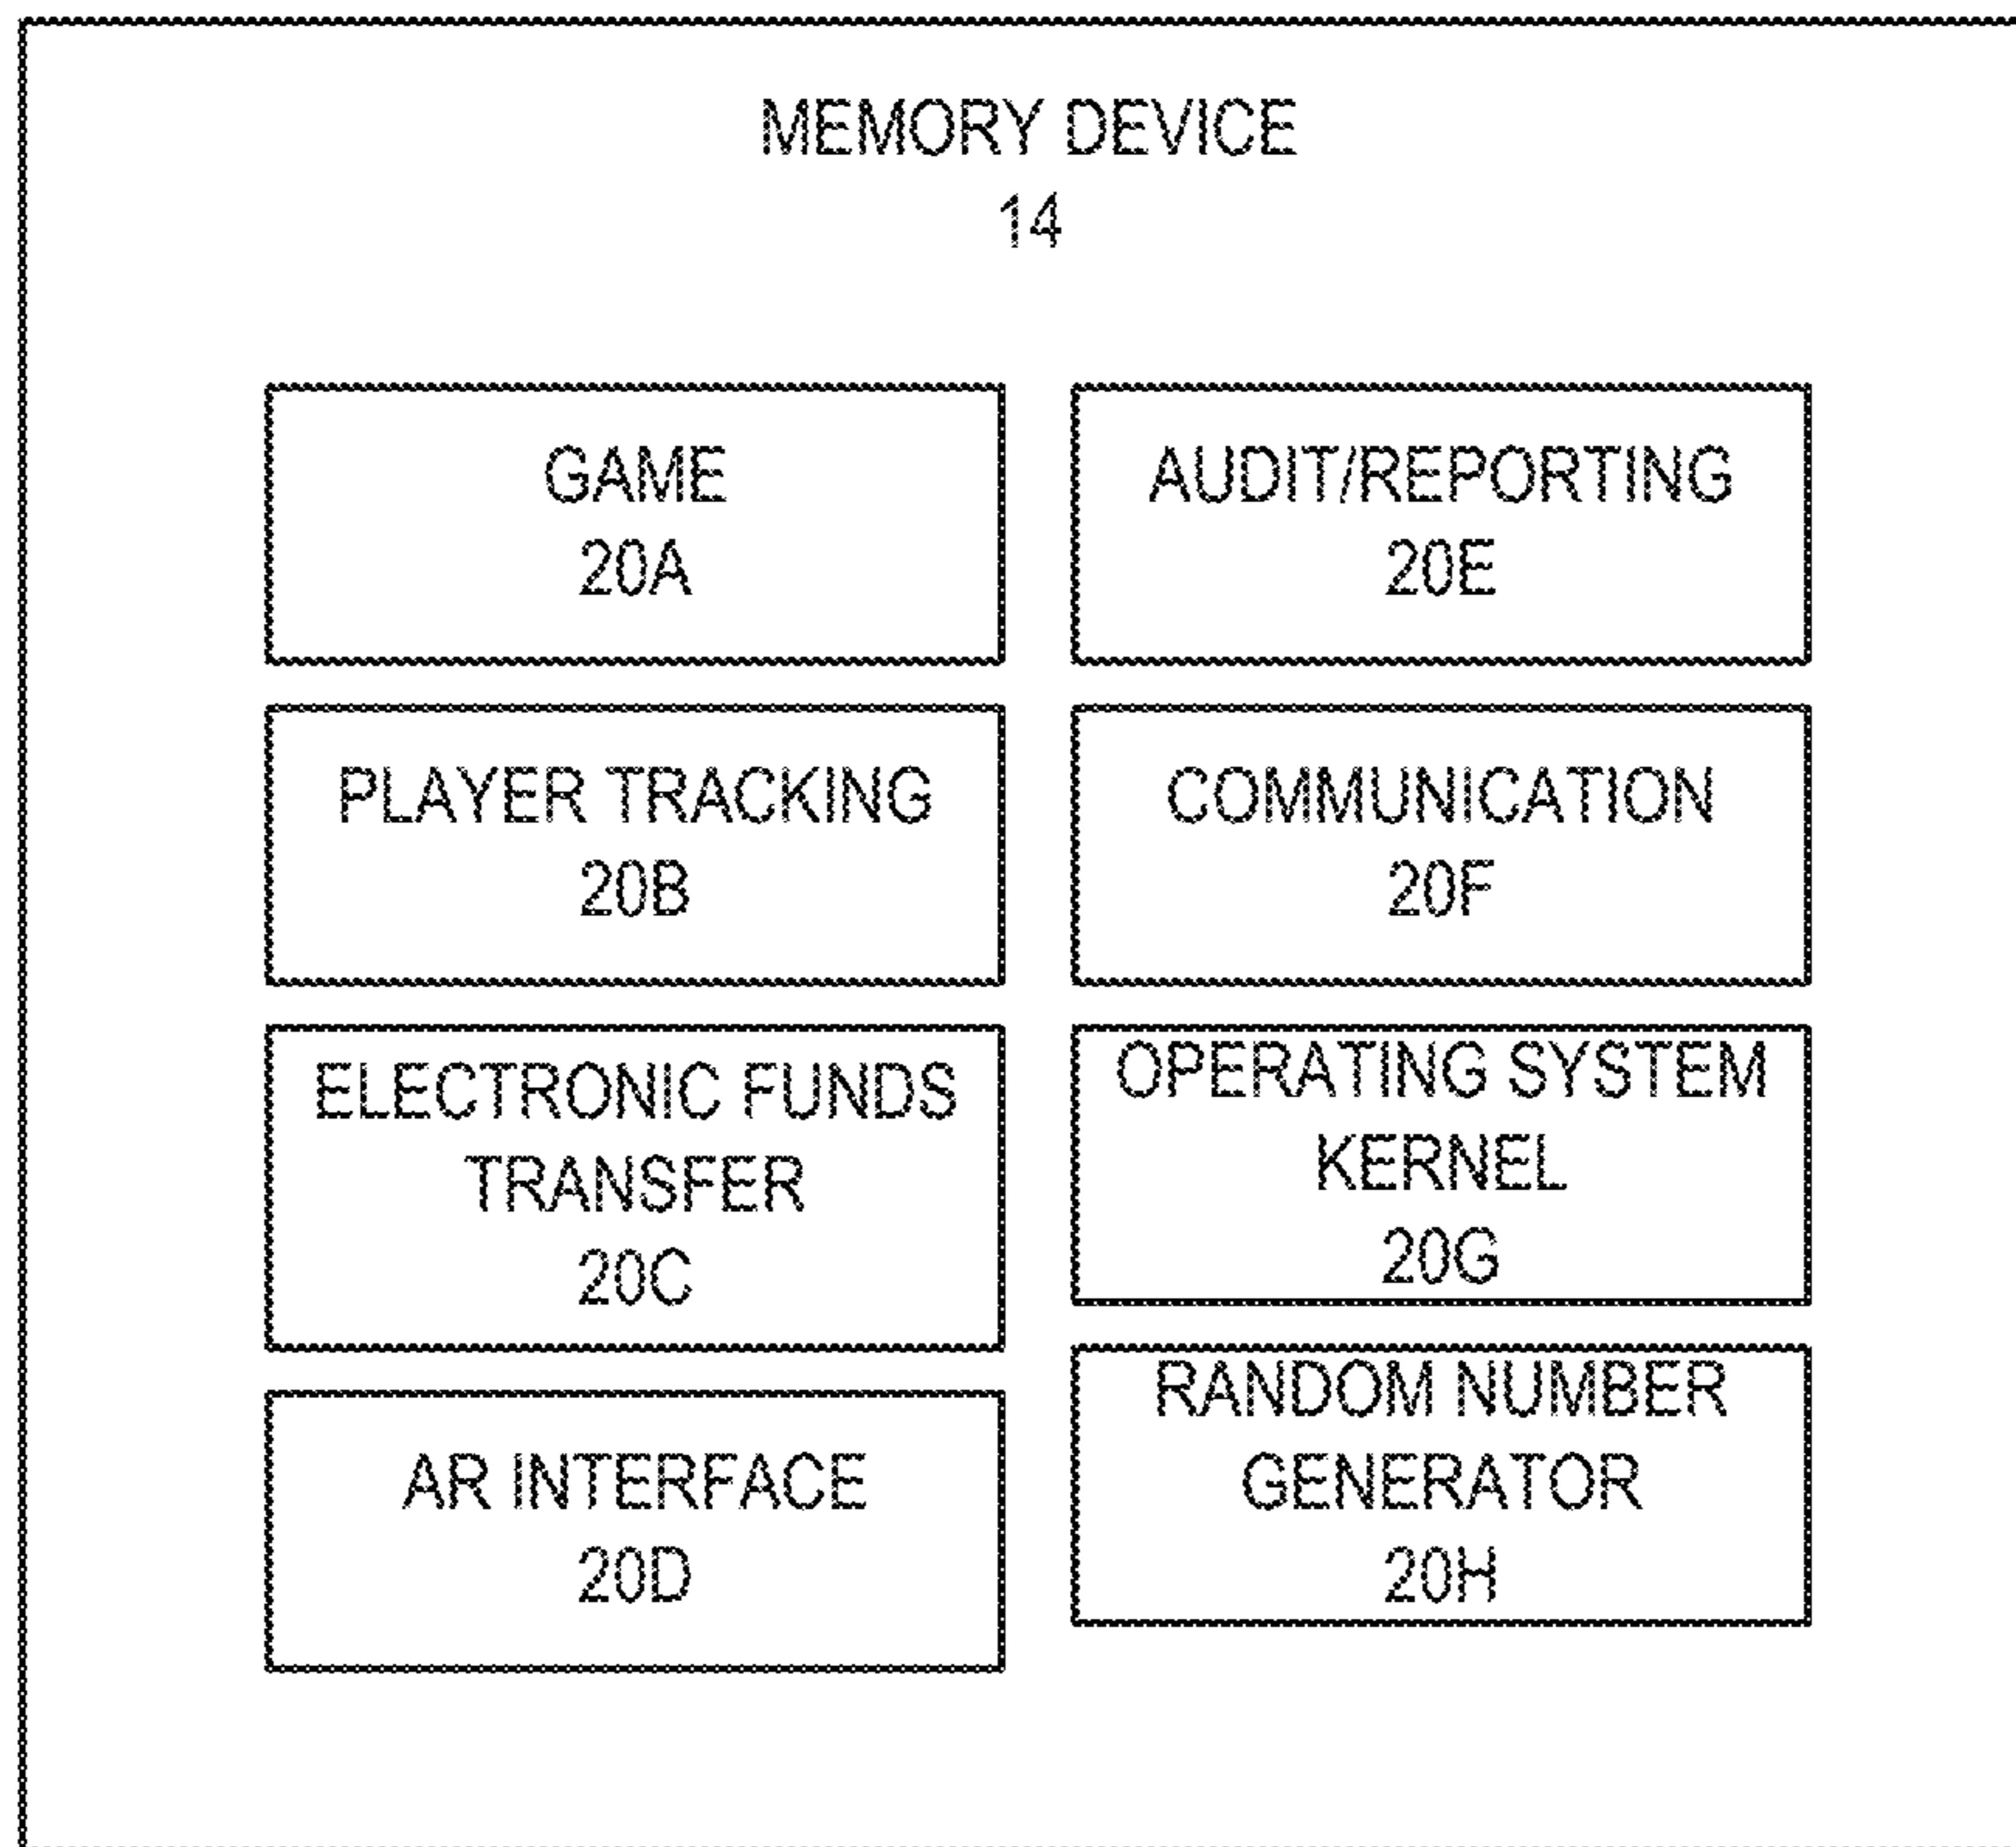 MEMORY DEVICE
14
GAME
20A
PLAYER TRACKING
20B
ELECTRONIC FUNDS
TRANSFER
20C
AR INTERFACE
20D
AUDIT/REPORTING
20E
COMMUNICATION
20F
OPERATING SYSTEM
KERNEL
20G
RANDOM NUMBER
GENERATOR
20H